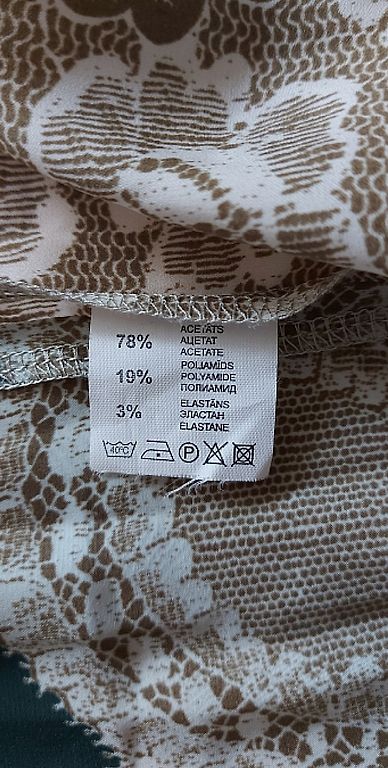 ACETĀTS
78% АЦЕТАТ
ACETATE
POLIAMĪDS
19% POLYAMIDE
ПОЛИАМИД
ELASTĀNS
3% ЭЛАСТАН
ELASTANE
40°C P